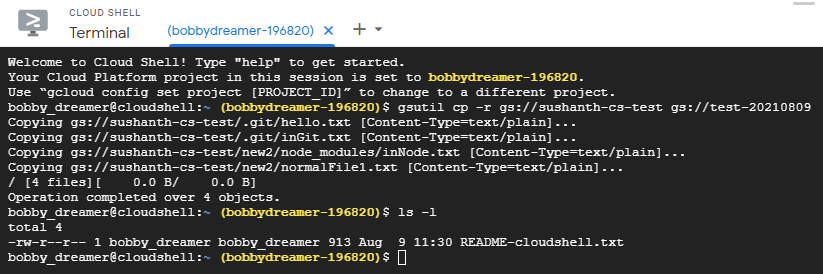 CLOUD SHELL
Terminal
(bobbydreamer-196820) × + ▾
Welcome to Cloud Shell! Type "help" to get started.
Your Cloud Platform project in this session is set to bobbydreamer-196820.
Use “gcloud config set project [PROJECT_ID]” to change to a different project.
bobby_dreamer@cloudshell:~ (bobbydreamer-196820)$ gsutil cp -r gs://sushanth-cs-test gs://test-20210809
Copying gs://sushanth-cs-test/.git/hello.txt [Content-Type=text/plain]...
Copying gs://sushanth-cs-test/.git/inGit.txt [Content-Type=text/plain]...
Copying gs://sushanth-cs-test/new2/node_modules/inNode.txt [Content-Type=text/plain]...
Copying gs://sushanth-cs-test/new2/normalFile1.txt [Content-Type=text/plain]...
/ [4 files][    0.0 B/    0.0 B]
Operation completed over 4 objects.
bobby_dreamer@cloudshell:~ (bobbydreamer-196820)$ ls -l
total 4
-rw-r--r-- 1 bobby_dreamer bobby_dreamer 913 Aug  9 11:30 README-cloudshell.txt
bobby_dreamer@cloudshell:~ (bobbydreamer-196820)$